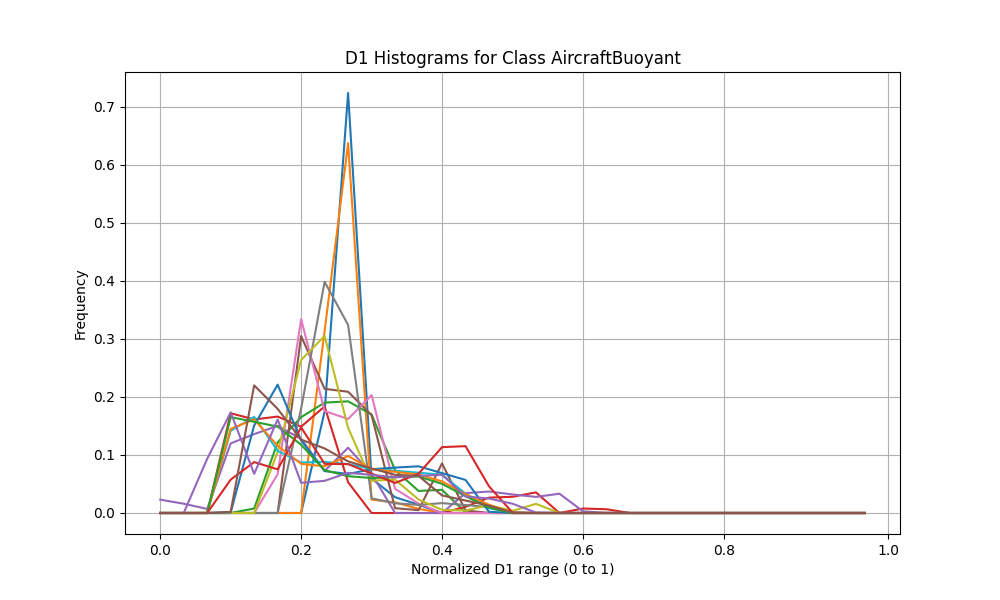 D1 Histograms for Class AircraftBuoyant
Frequency
0.7
0.6
0.5
0.4
0.3
0.2
0.1
0.0
0.0 0.2 0.4 0.6 0.8 1.0
Normalized D1 range (0 to 1)